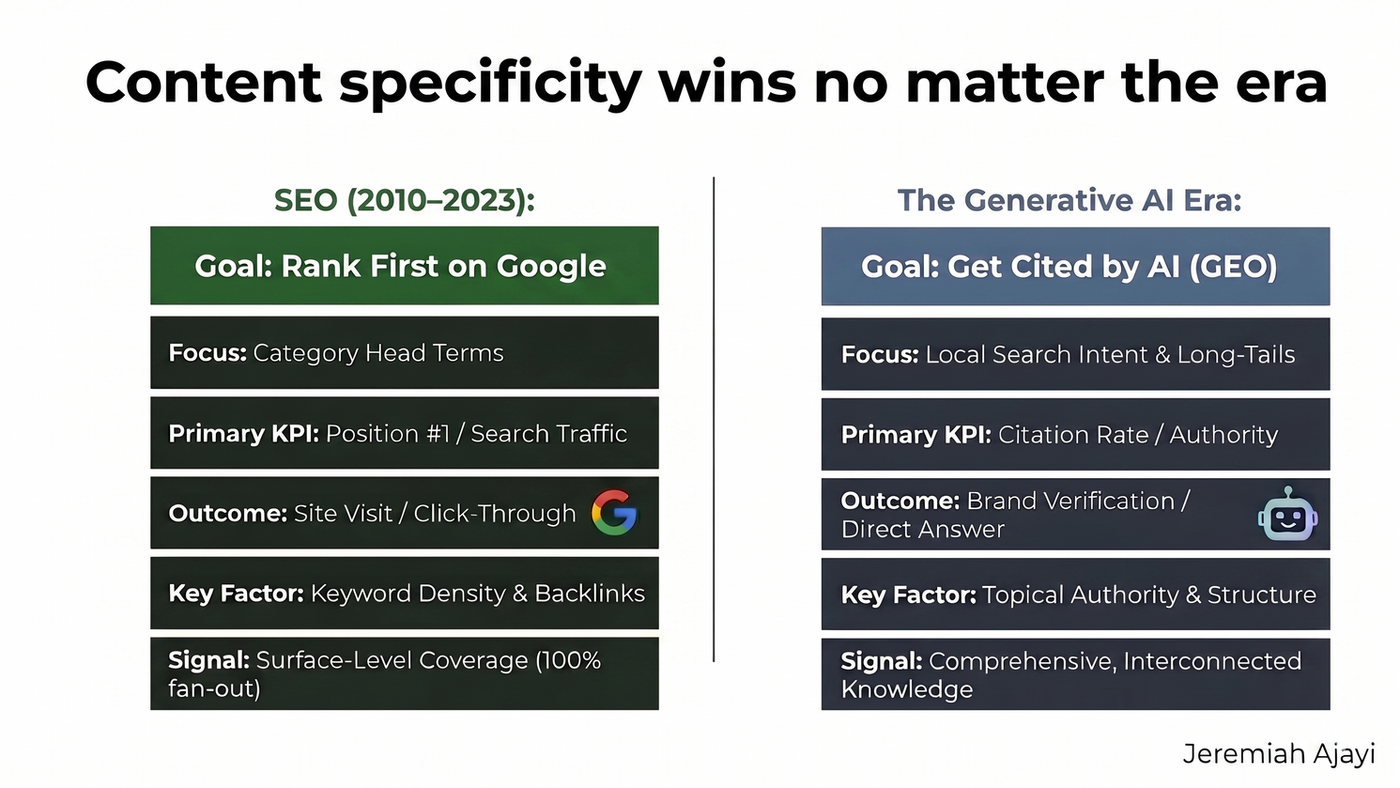 Content specificity wins no matter the era
SEO (2010–2023):
Goal: Rank First on Google
Focus: Category Head Terms
Primary KPI: Position #1 / Search Traffic
Outcome: Site Visit / Click-Through
Key Factor: Keyword Density & Backlinks
Signal: Surface-Level Coverage (100%
fan-out)
The Generative AI Era:
Goal: Get Cited by AI (GEO)
Focus: Local Search Intent & Long-Tails
Primary KPI: Citation Rate / Authority
Outcome: Brand Verification /
Direct Answer
Key Factor: Topical Authority & Structure
Signal: Comprehensive, Interconnected
Knowledge
Jeremiah Ajayi